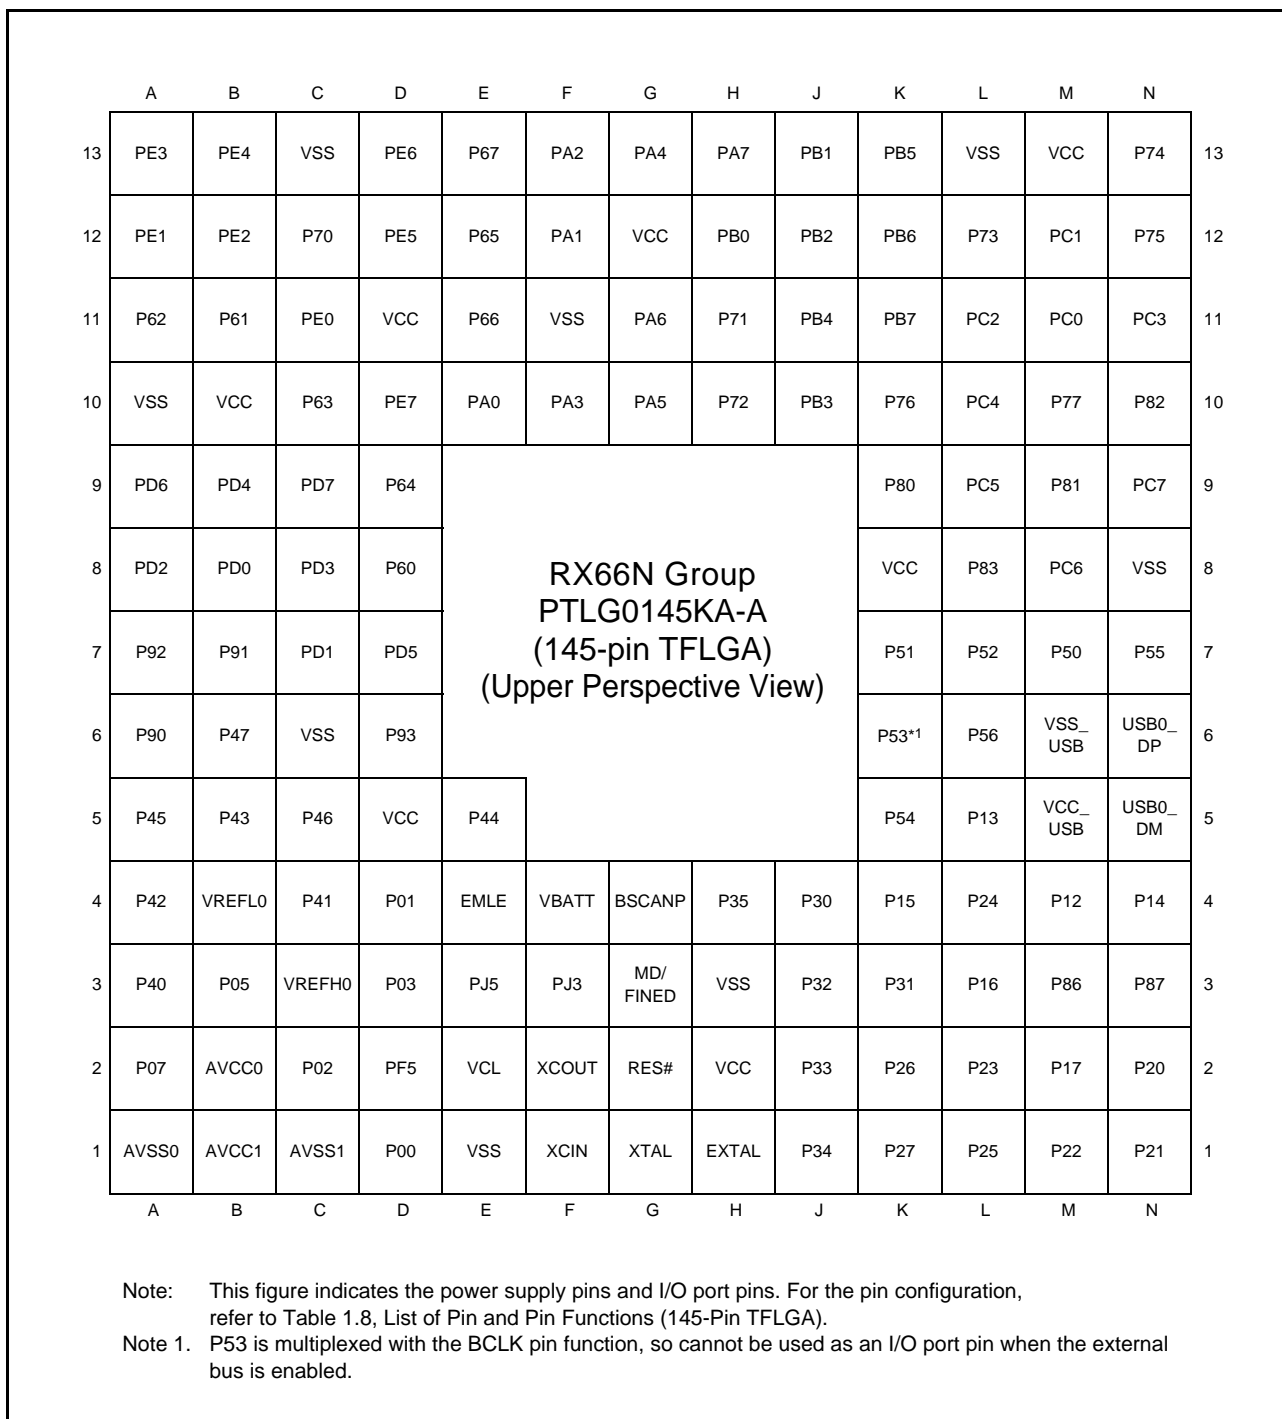 A B C D E F G H J K L M N
13 PE3 PE4 VSS PE6 P67 PA2 PA4 PA7 PB1 PB5 VSS VCC P74 13
12 PE1 PE2 P70 PE5 P65 PA1 VCC PB0 PB2 PB6 P73 PC1 P75 12
11 P62 P61 PE0 VCC P66 VSS PA6 P71 PB4 PB7 PC2 PC0 PC3 11
10 VSS VCC P63 PE7 PA0 PA3 PA5 P72 PB3 P76 PC4 P77 P82 10
9 PD6 PD4 PD7 P64 P80 PC5 P81 PC7 9
8 PD2 PD0 PD3 P60 VCC P83 PC6 VSS 8
RX66N Group
PTLG0145KA-A
(145-pin TFLGA)
(Upper Perspective View)
7 P92 P91 PD1 PD5 P51 P52 P50 P55 7
6 P90 P47 VSS P93 P53*1 P56 VSS_ USB0_ 6
USB DP
5 P45 P43 P46 VCC P44 P54 P13 VCC_ USB0_ 5
USB DM
4 P42 VREFL0 P41 P01 EMLE VBATT BSCANP P35 P30 P15 P24 P12 P14 4
3 P40 P05 VREFH0 P03 PJ5 PJ3 MD/ VSS P32 P31 P16 P86 P87 3
FINED
2 P07 AVCC0 P02 PF5 VCL XCOUT RES# VCC P33 P26 P23 P17 P20 2
1 AVSS0 AVCC1 AVSS1 P00 VSS XCIN XTAL EXTAL P34 P27 P25 P22 P21 1
A B C D E F G H J K L M N
Note: This figure indicates the power supply pins and I/O port pins. For the pin configuration,
refer to Table 1.8, List of Pin and Pin Functions (145-Pin TFLGA).
Note 1. P53 is multiplexed with the BCLK pin function, so cannot be used as an I/O port pin when the external
bus is enabled.